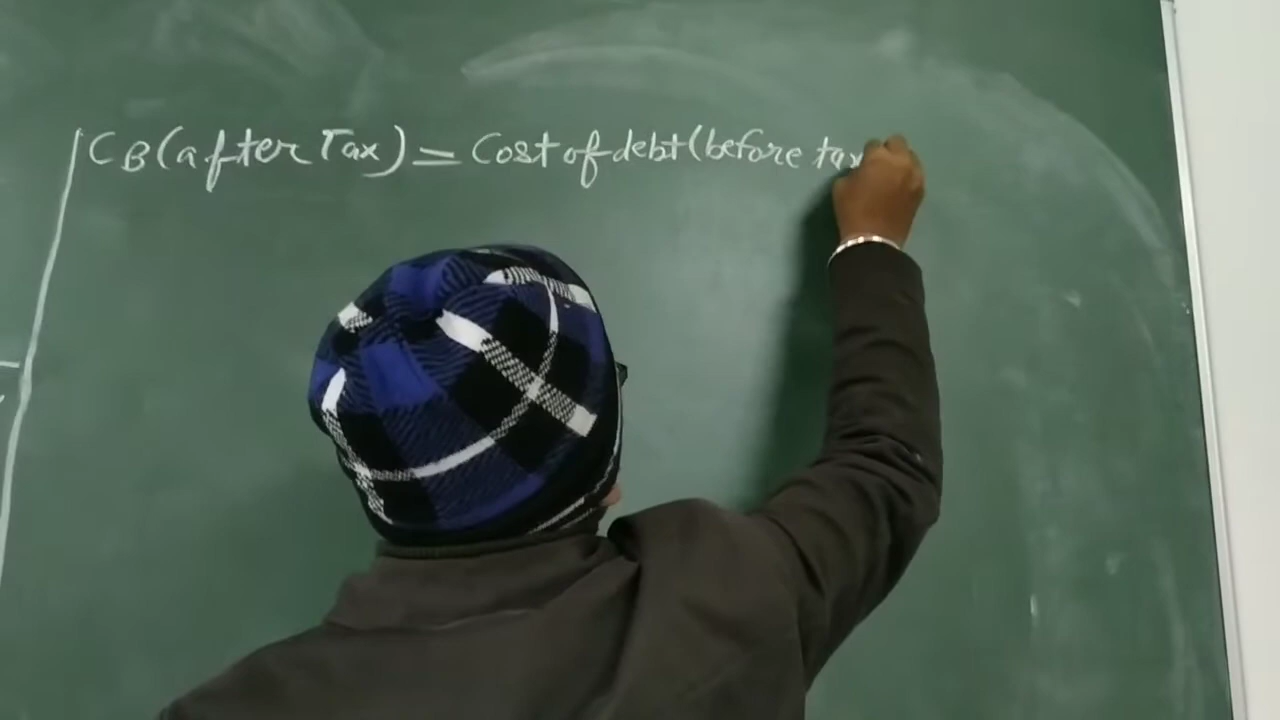 CB(after Tax) = Cost of debt(before tax